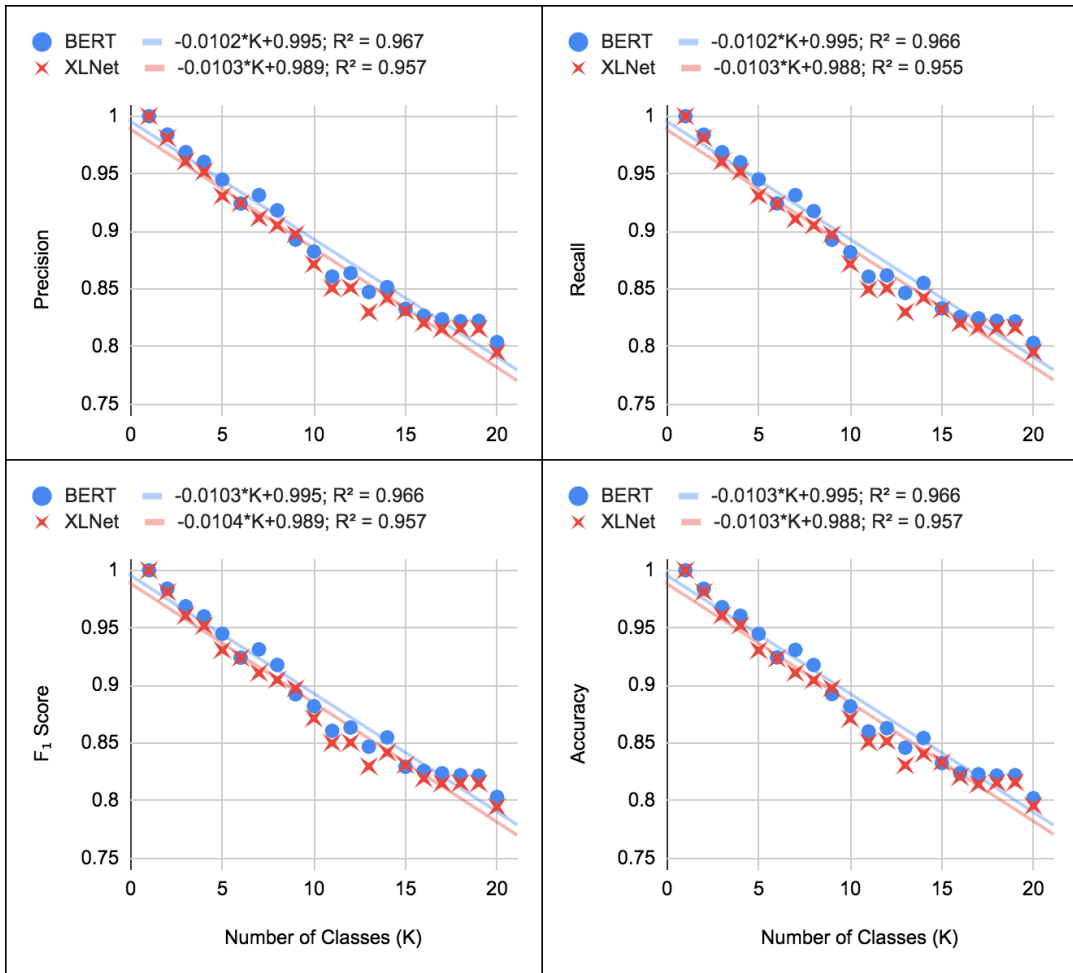 BERT -0.0102*K+0.995; R² = 0.967
XLNet -0.0103*K+0.989; R² = 0.957
1
0.95
0.9
0.85
0.8
0.75
Precision
0 5 10 15 20
BERT -0.0102*K+0.995; R² = 0.966
XLNet -0.0103*K+0.988; R² = 0.955
1
0.95
0.9
0.85
0.8
0.75
Recall
0 5 10 15 20
BERT -0.0103*K+0.995; R² = 0.966
XLNet -0.0104*K+0.989; R² = 0.957
1
0.95
0.9
0.85
0.8
0.75
F₁ Score
0 5 10 15 20
Number of Classes (K)
BERT -0.0103*K+0.995; R² = 0.966
XLNet -0.0103*K+0.988; R² = 0.957
1
0.95
0.9
0.85
0.8
0.75
Accuracy
0 5 10 15 20
Number of Classes (K)